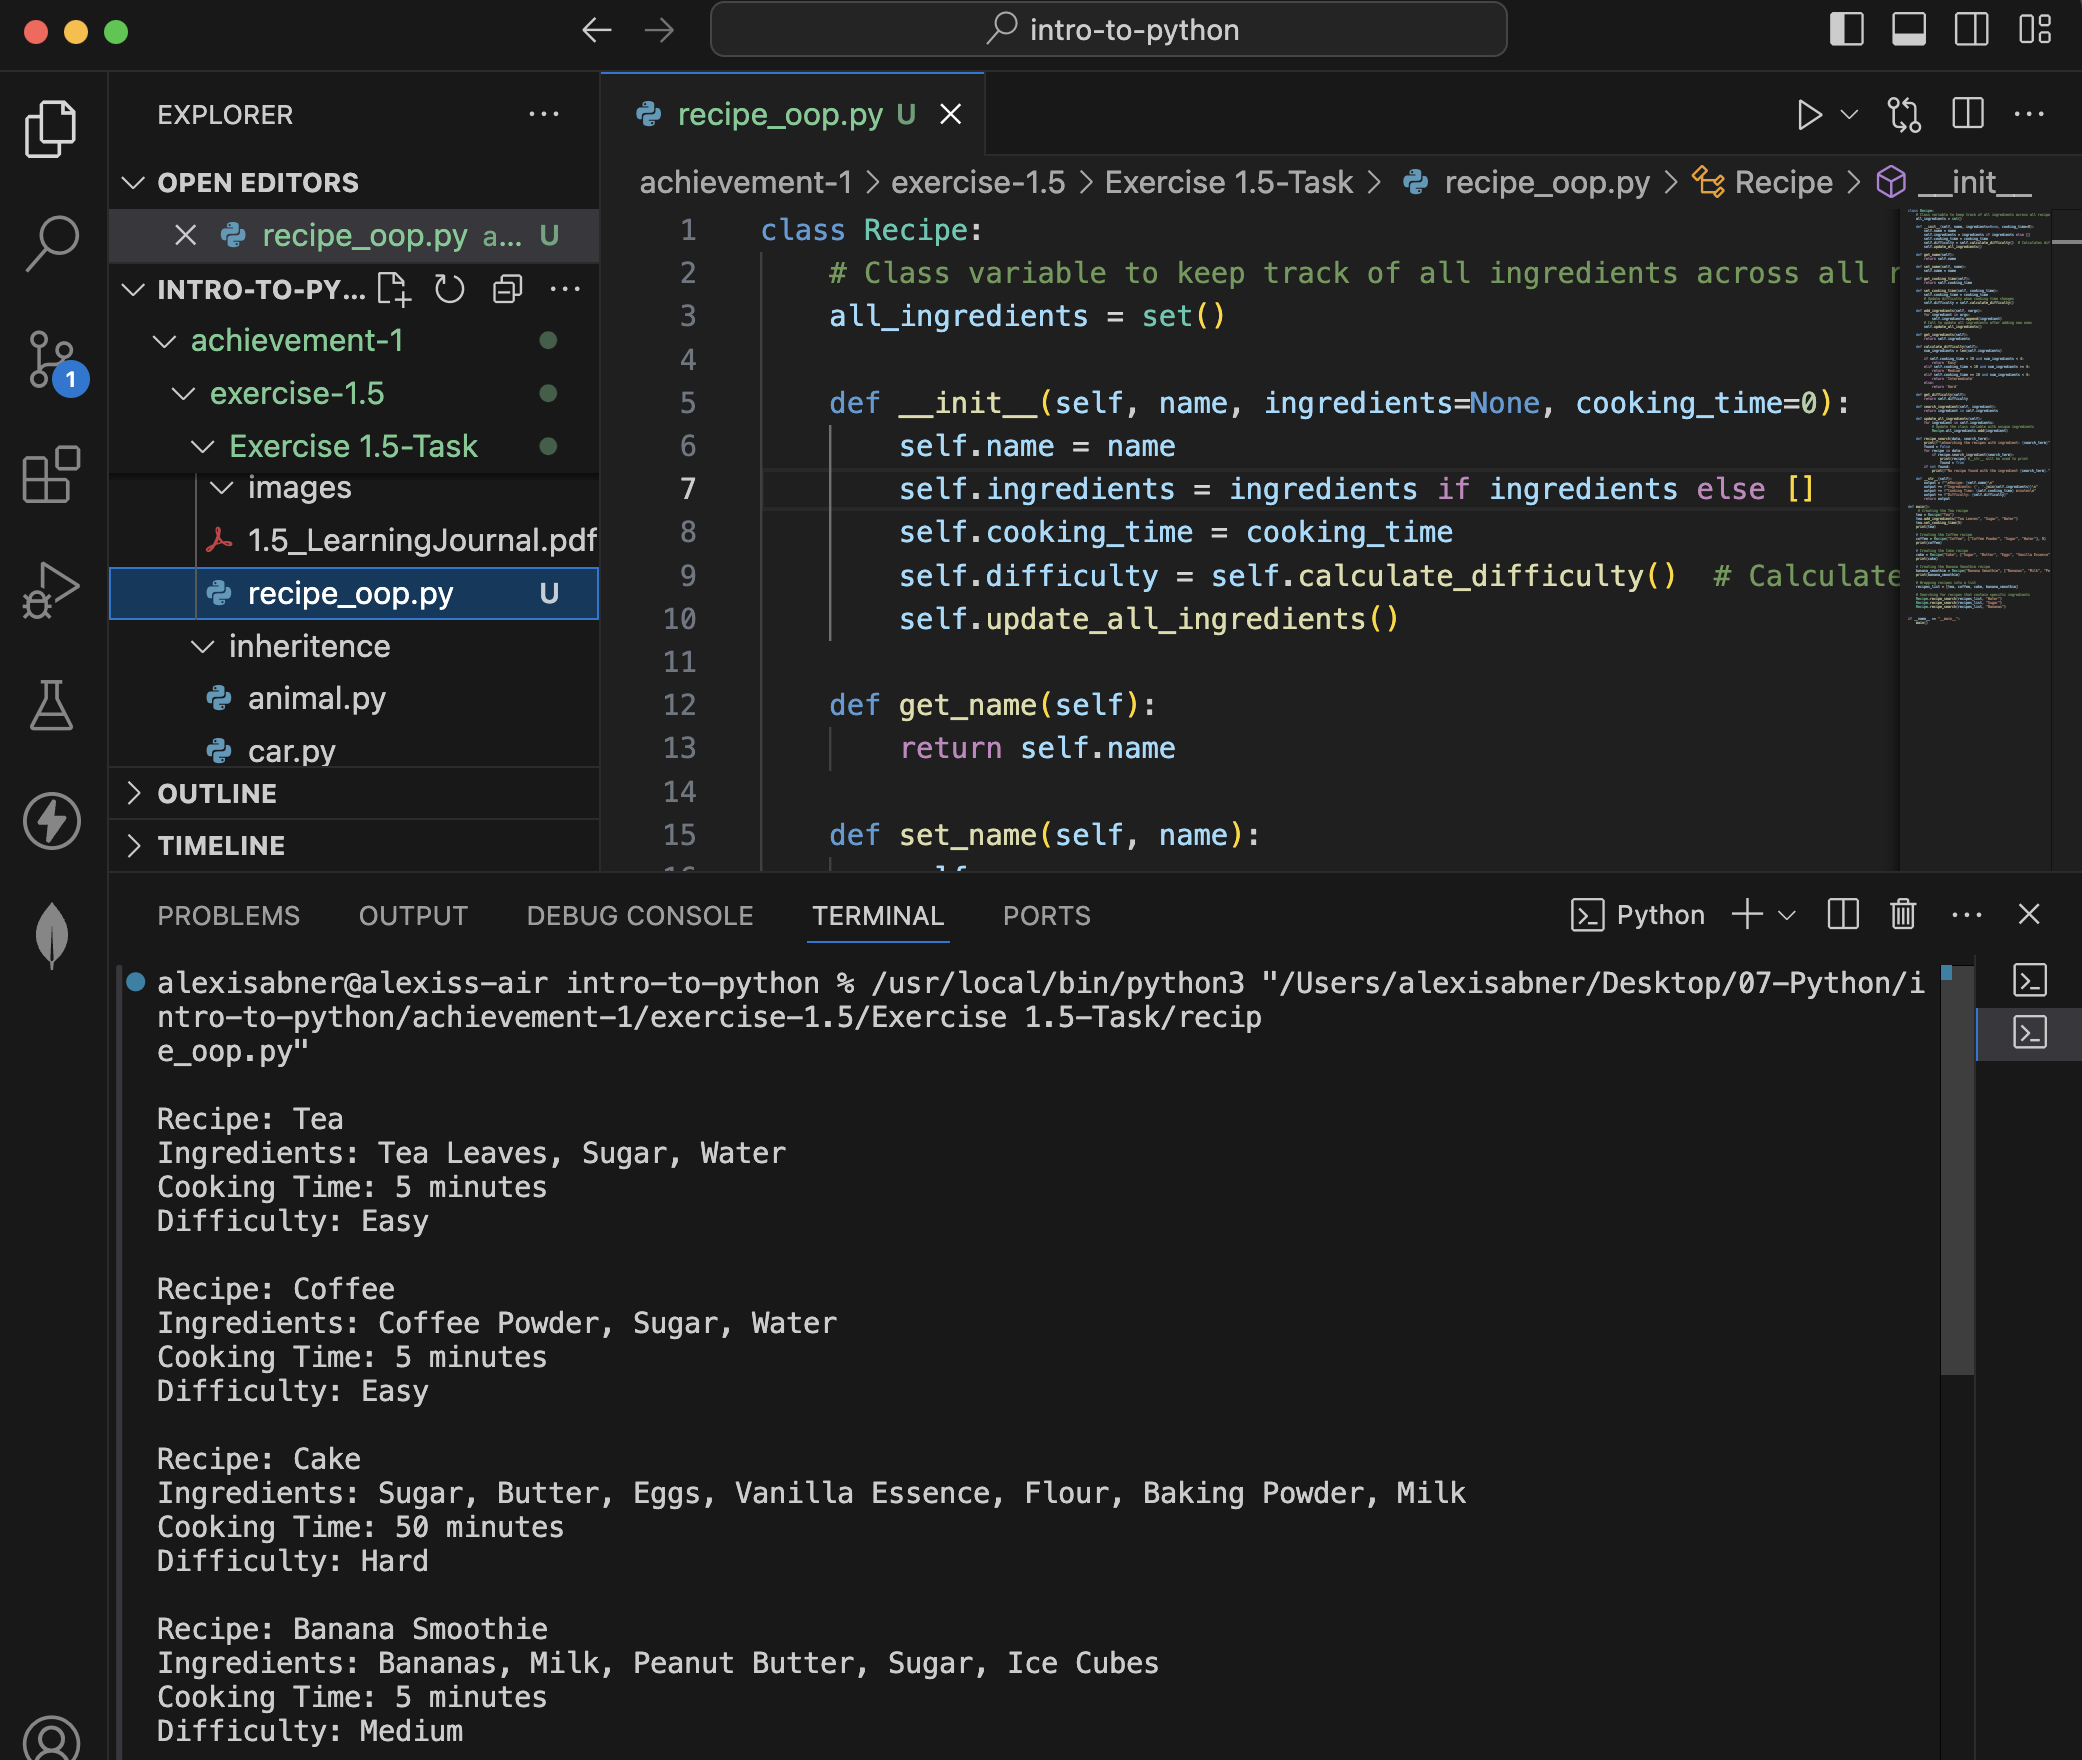 intro-to-python
EXPLORER
OPEN EDITORS
recipe_oop.py a... U
INTRO-TO-PY...
achievement-1
exercise-1.5
Exercise 1.5-Task
images
1.5_LearningJournal.pdf
recipe_oop.py U
inheritence
animal.py
car.py
OUTLINE
TIMELINE
1
recipe_oop.py U
achievement-1 > exercise-1.5 > Exercise 1.5-Task > recipe_oop.py > Recipe > __init__
1 class Recipe:
2 # Class variable to keep track of all ingredients across all r
3 all_ingredients = set()
4
5 def __init__(self, name, ingredients=None, cooking_time=0):
6 self.name = name
7 self.ingredients = ingredients if ingredients else []
8 self.cooking_time = cooking_time
9 self.difficulty = self.calculate_difficulty() # Calculate
10 self.update_all_ingredients()
11
12 def get_name(self):
13 return self.name
14
15 def set_name(self, name):
PROBLEMS OUTPUT DEBUG CONSOLE TERMINAL PORTS
Python
alexisabner@alexiss-air intro-to-python % /usr/local/bin/python3 "/Users/alexisabner/Desktop/07-Python/i
ntro-to-python/achievement-1/exercise-1.5/Exercise 1.5-Task/recip
e_oop.py"
Recipe: Tea
Ingredients: Tea Leaves, Sugar, Water
Cooking Time: 5 minutes
Difficulty: Easy
Recipe: Coffee
Ingredients: Coffee Powder, Sugar, Water
Cooking Time: 5 minutes
Difficulty: Easy
Recipe: Cake
Ingredients: Sugar, Butter, Eggs, Vanilla Essence, Flour, Baking Powder, Milk
Cooking Time: 50 minutes
Difficulty: Hard
Recipe: Banana Smoothie
Ingredients: Bananas, Milk, Peanut Butter, Sugar, Ice Cubes
Cooking Time: 5 minutes
Difficulty: Medium